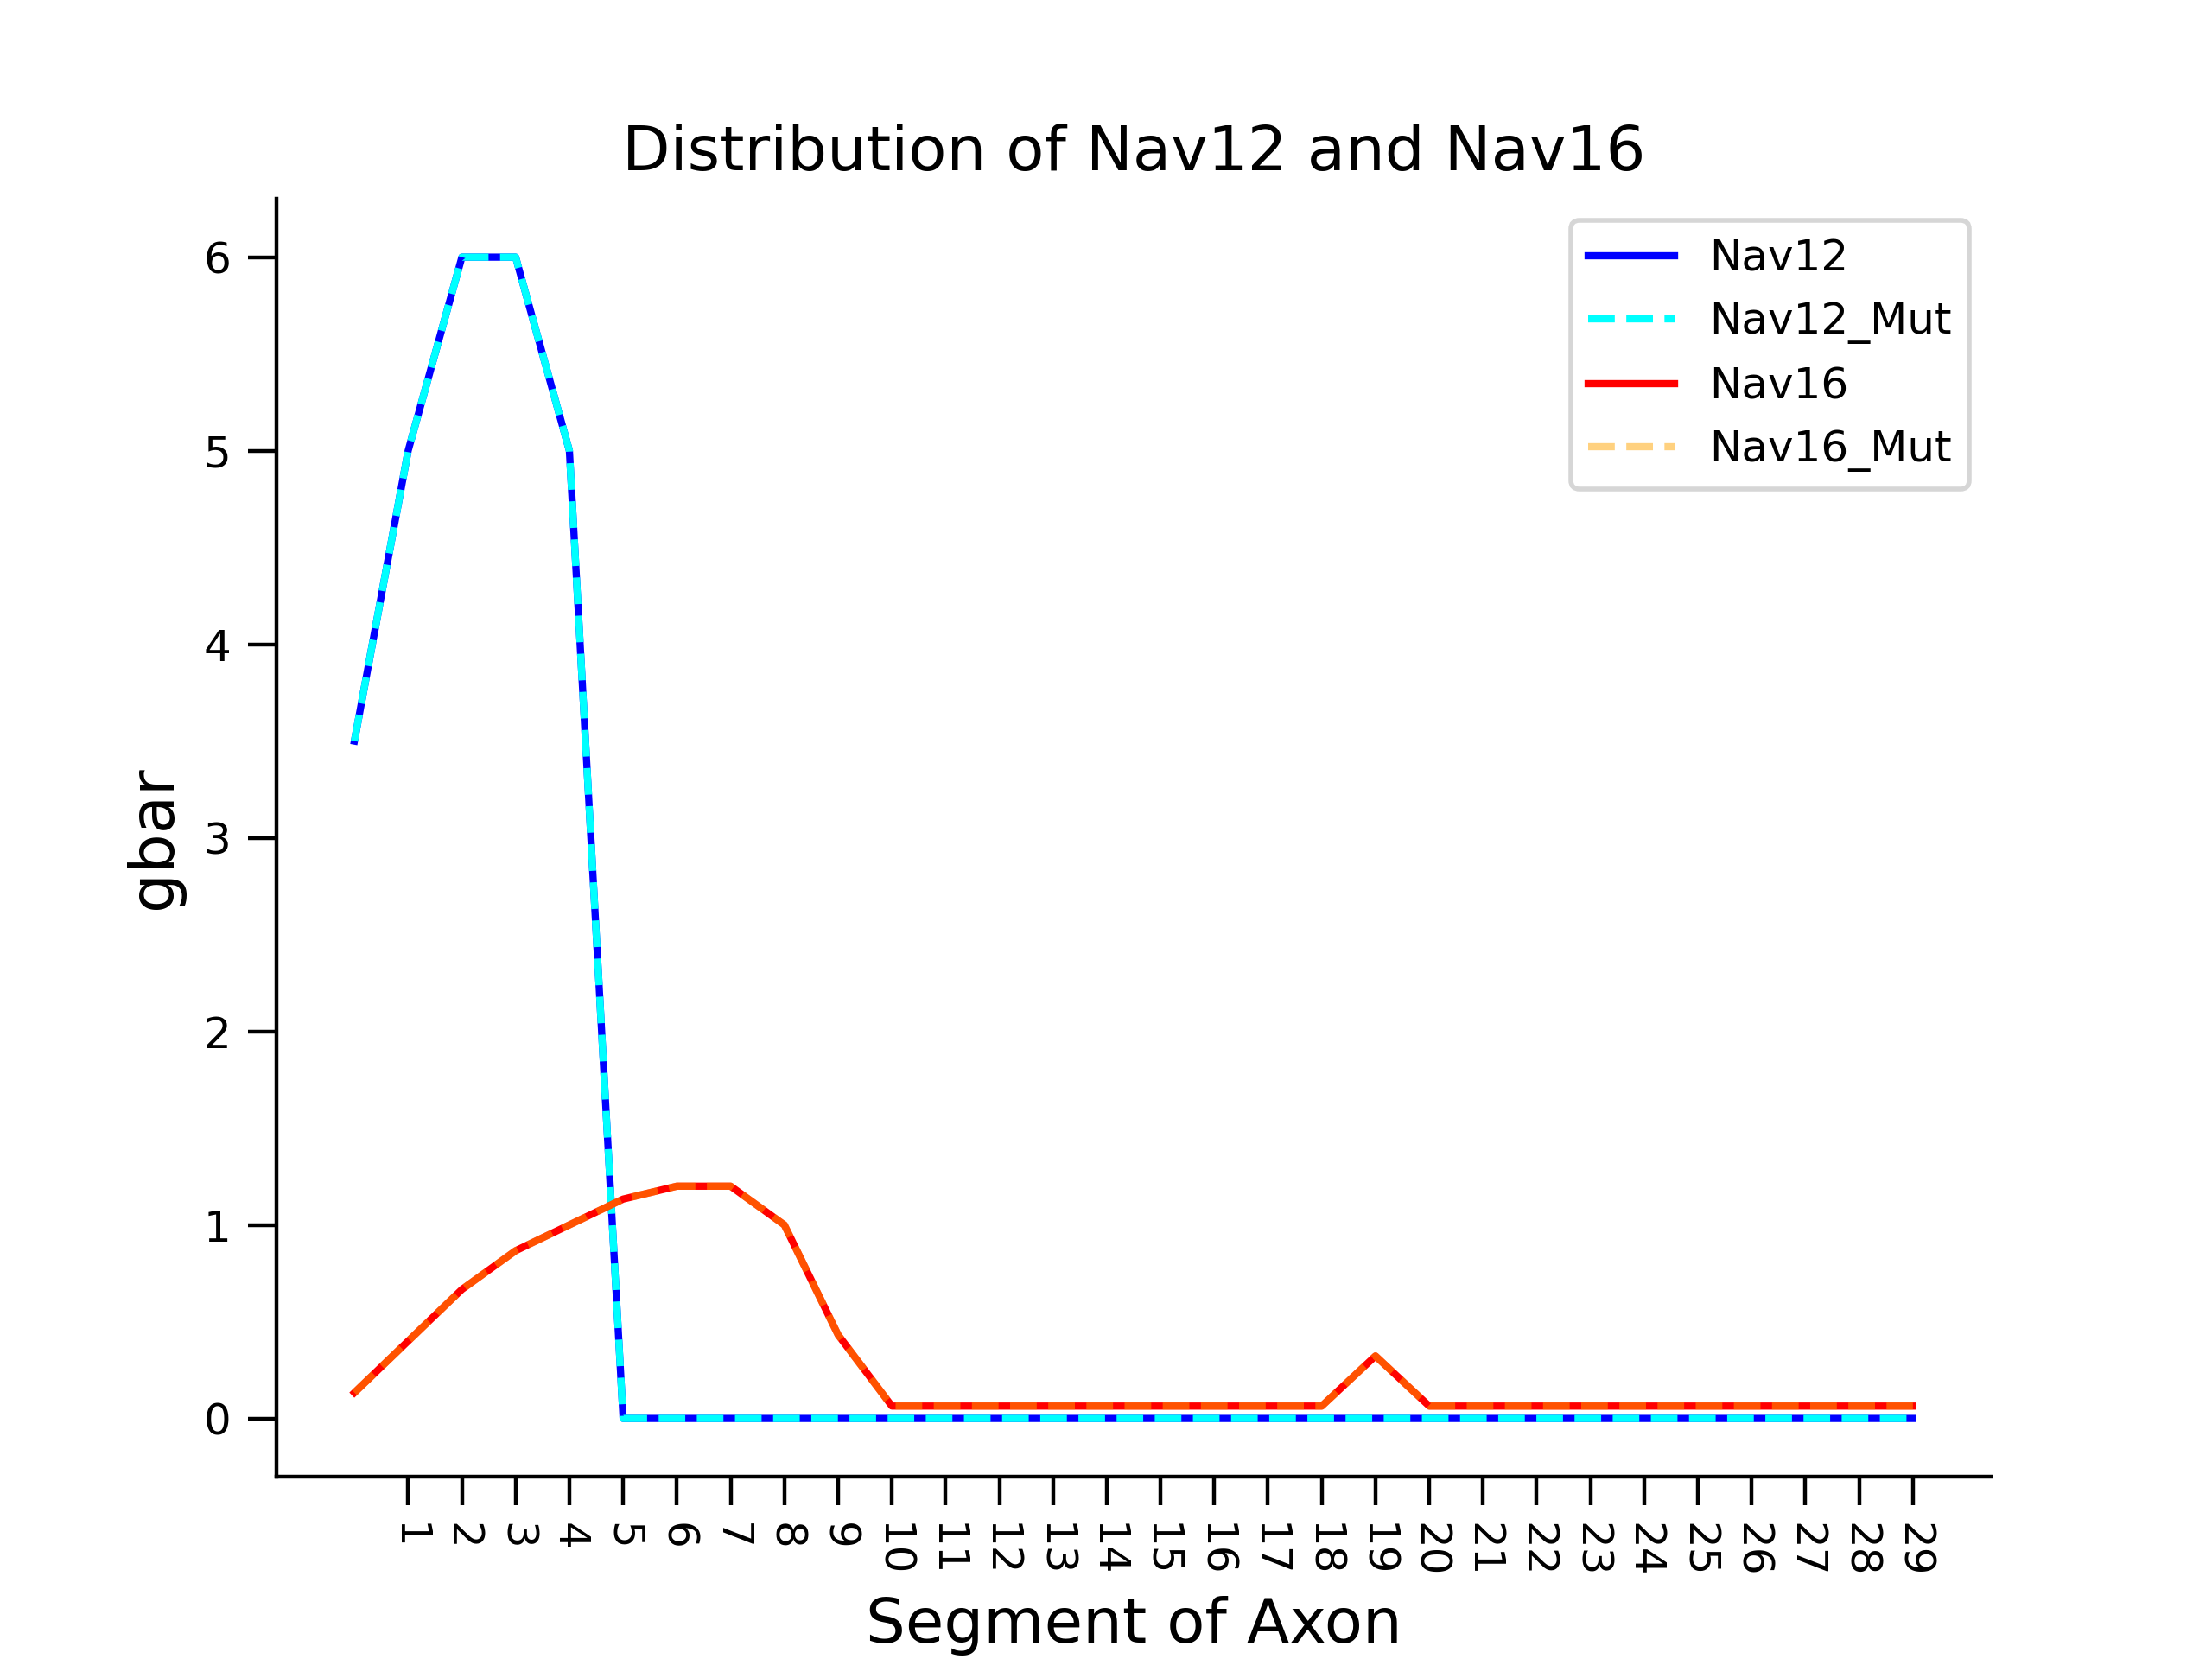 Distribution of Nav12 and Nav16
Nav12
Nav12_Mut
Nav16
Nav16_Mut
6
5
4
3
2
1
0
gbar
1 2 3 4 5 6 7 8 9 10 11 12 13 14 15 16 17 18 19 20 21 22 23 24 25 26 27 28 29
Segment of Axon